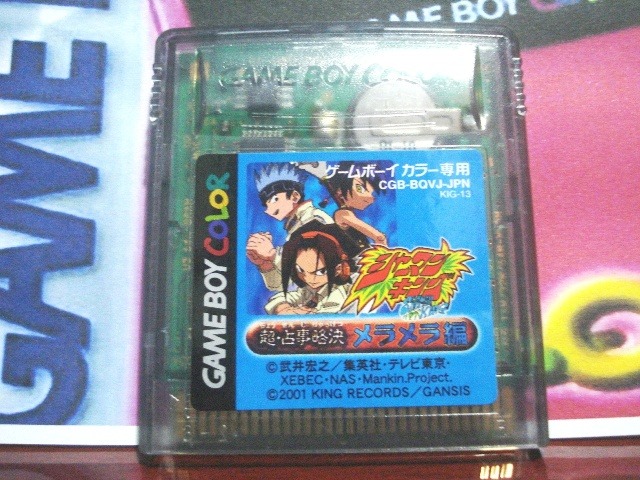 GAME BOY
GAME BOY COLOR
GAME
GAME BOY COLOR
ゲームボーイ カラー専用
CGB-BQVJ-JPN
KIG-13
シャーマン
キング
超・占事略決 メラメラ編
©武井宏之／集英社・テレビ東京・
XEBEC・NAS・Mankin.Project.
©2001 KING RECORDS／GANSIS